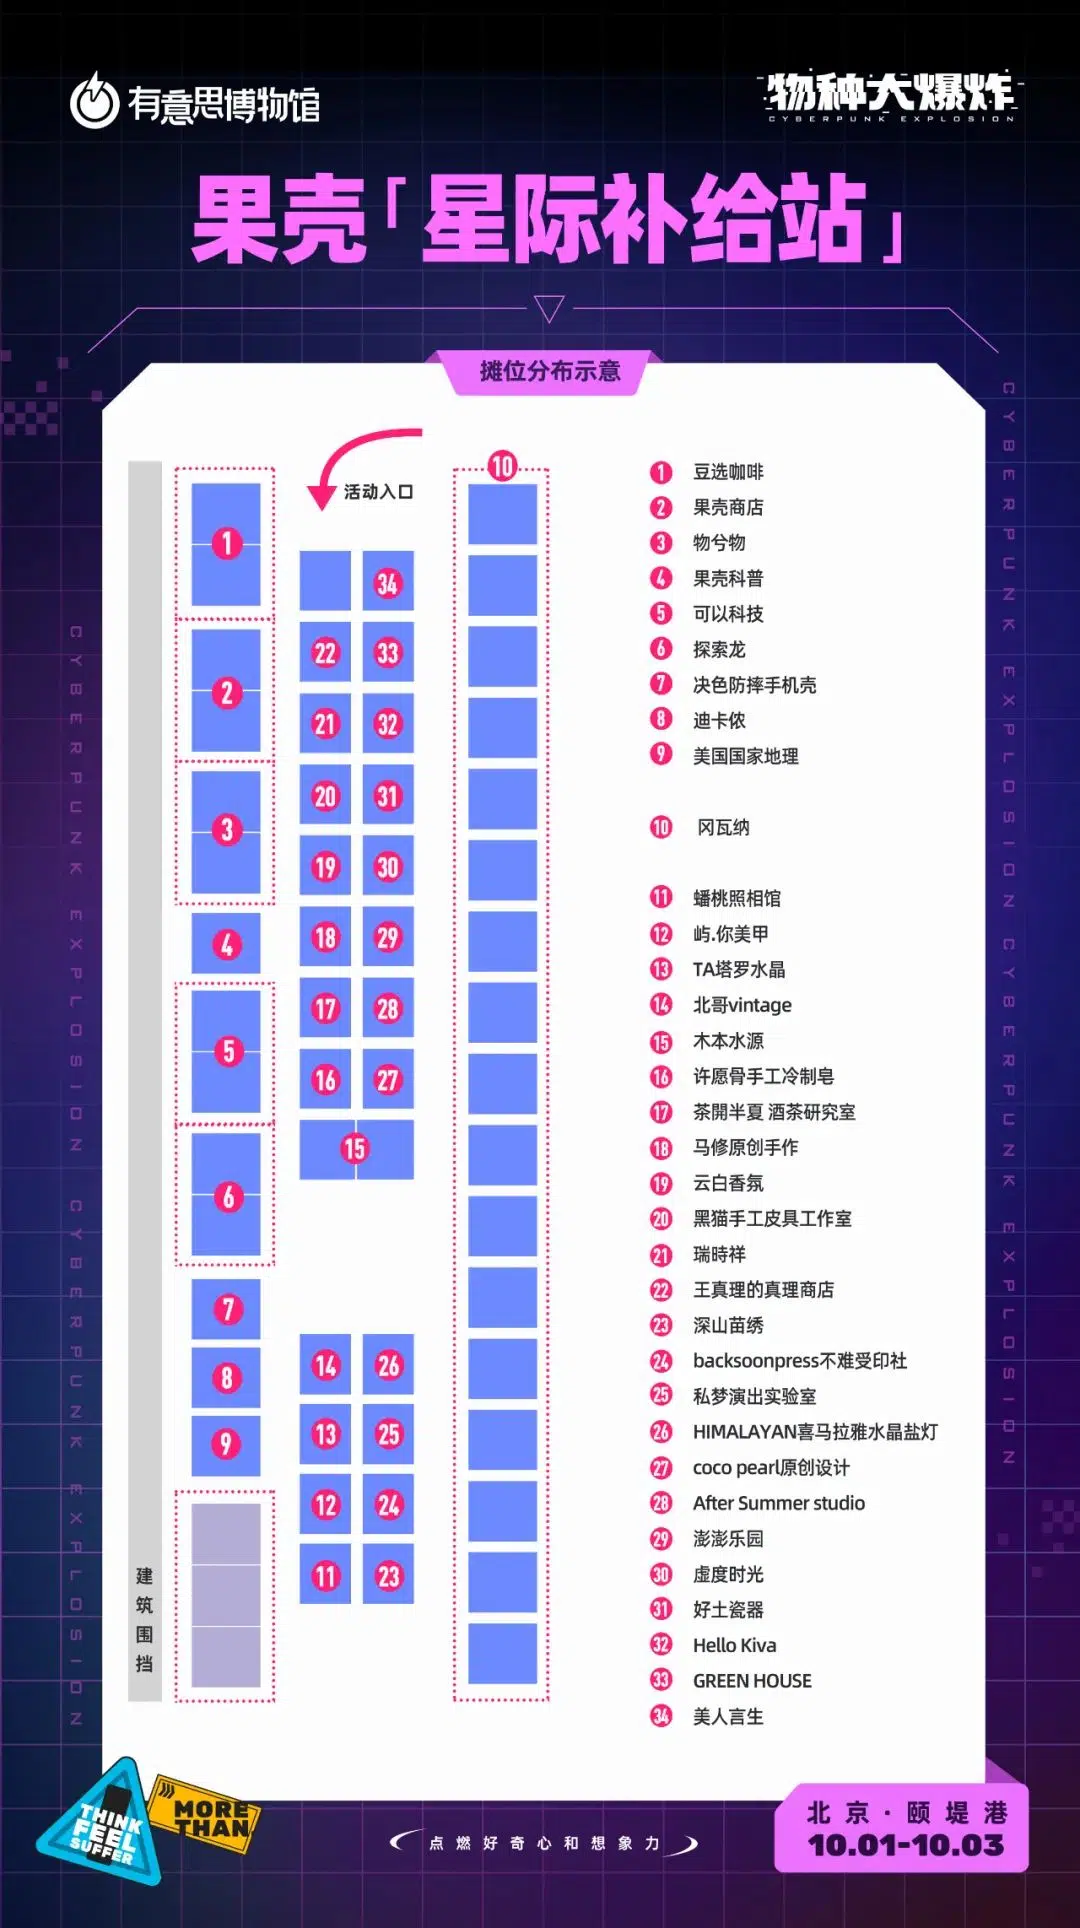 有意思博物馆
物种大爆炸
CYBERPUNK EXPLOSION
果壳「星际补给站」
摊位分布示意
活动入口
10
1
34
22 33
2
21 32
20 31
3
19 30
18 29
4
17 28
5
16 27
15
6
7
14 26
8
13 25
9
12 24
11 23
建筑围挡
1 豆选咖啡
2 果壳商店
3 物兮物
4 果壳科普
5 可以科技
6 探索龙
7 决色防摔手机壳
8 迪卡侬
9 美国国家地理
10 冈瓦纳
11 蟠桃照相馆
12 屿.你美甲
13 TA塔罗水晶
14 北哥vintage
15 木本水源
16 许愿骨手工冷制皂
17 茶閞半夏 酒茶研究室
18 马修原创手作
19 云白香氛
20 黑猫手工皮具工作室
21 瑞時祥
22 王真理的真理商店
23 深山苗绣
24 backsoonpress不难受印社
25 私梦演出实验室
26 HIMALAYAN喜马拉雅水晶盐灯
27 coco pearl原创设计
28 After Summer studio
29 澎澎乐园
30 虚度时光
31 好土瓷器
32 Hello Kiva
33 GREEN HOUSE
34 美人言生
CYBERPUNK EXPLOSION CYBERPUNK EXPLOSION
CYBERPUNK EXPLOSION CYBERPUNK EXPLOSION
THINK
FEEL
SUFFER
MORE
THAN
点燃好奇心和想象力
北京·颐堤港
10.01-10.03